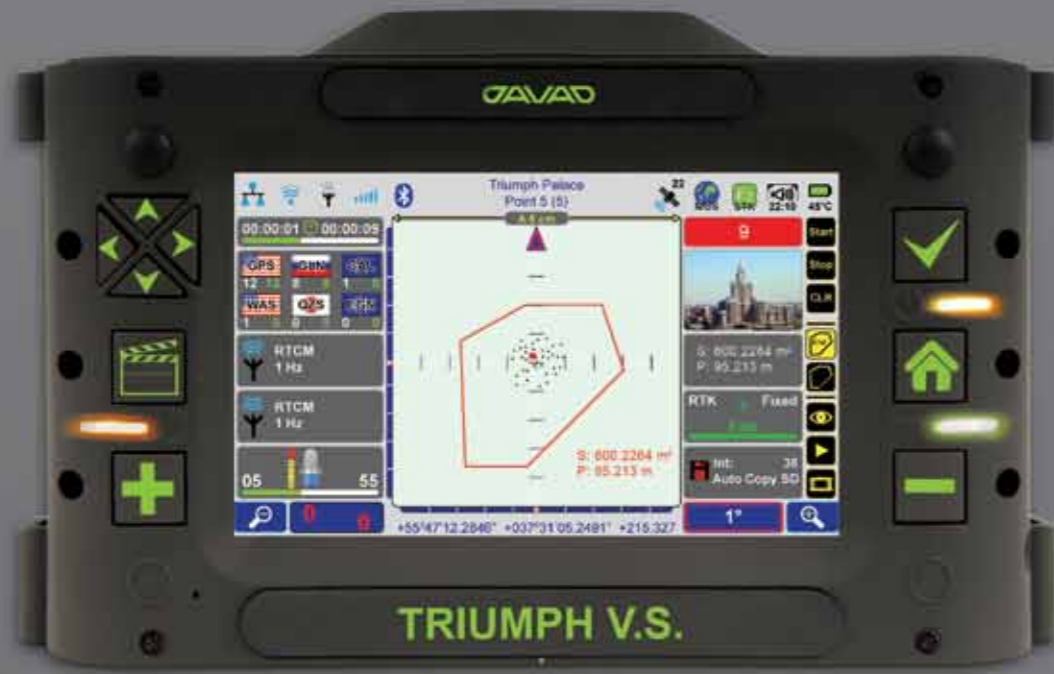 JAVAD
22
Triumph Palace
Point 5 (5)
22:10
45°C
00:00:01
00:00:09
9
Start
GPS
12
Stop
CLR
WAS
QZS
RTCM
1 Hz
S: 600.2264 m²
P: 95.213 m
RTCM
1 Hz
RTK
Fixed
S: 600.2264 m²
P: 95.213 m
Int:
38
Auto Copy SD
05
55
0
0
+55°47'12.2846" +037°31'05.2491" +215.327
1°
TRIUMPH V.S.